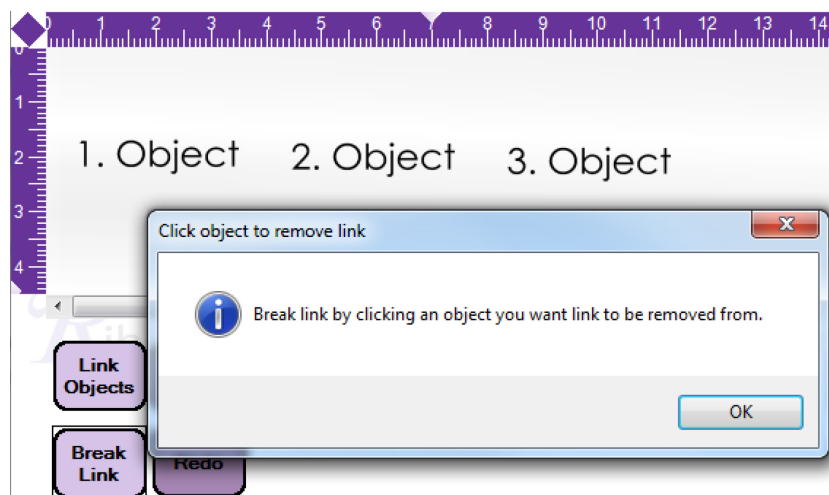 0 1 2 3 4 5 6 7 8 9 10 11 12 13 14
0
1
2
3
4
1. Object 2. Object 3. Object
Click object to remove link
Break link by clicking an object you want link to be removed from.
OK
Link
Objects
Break
Link
Redo